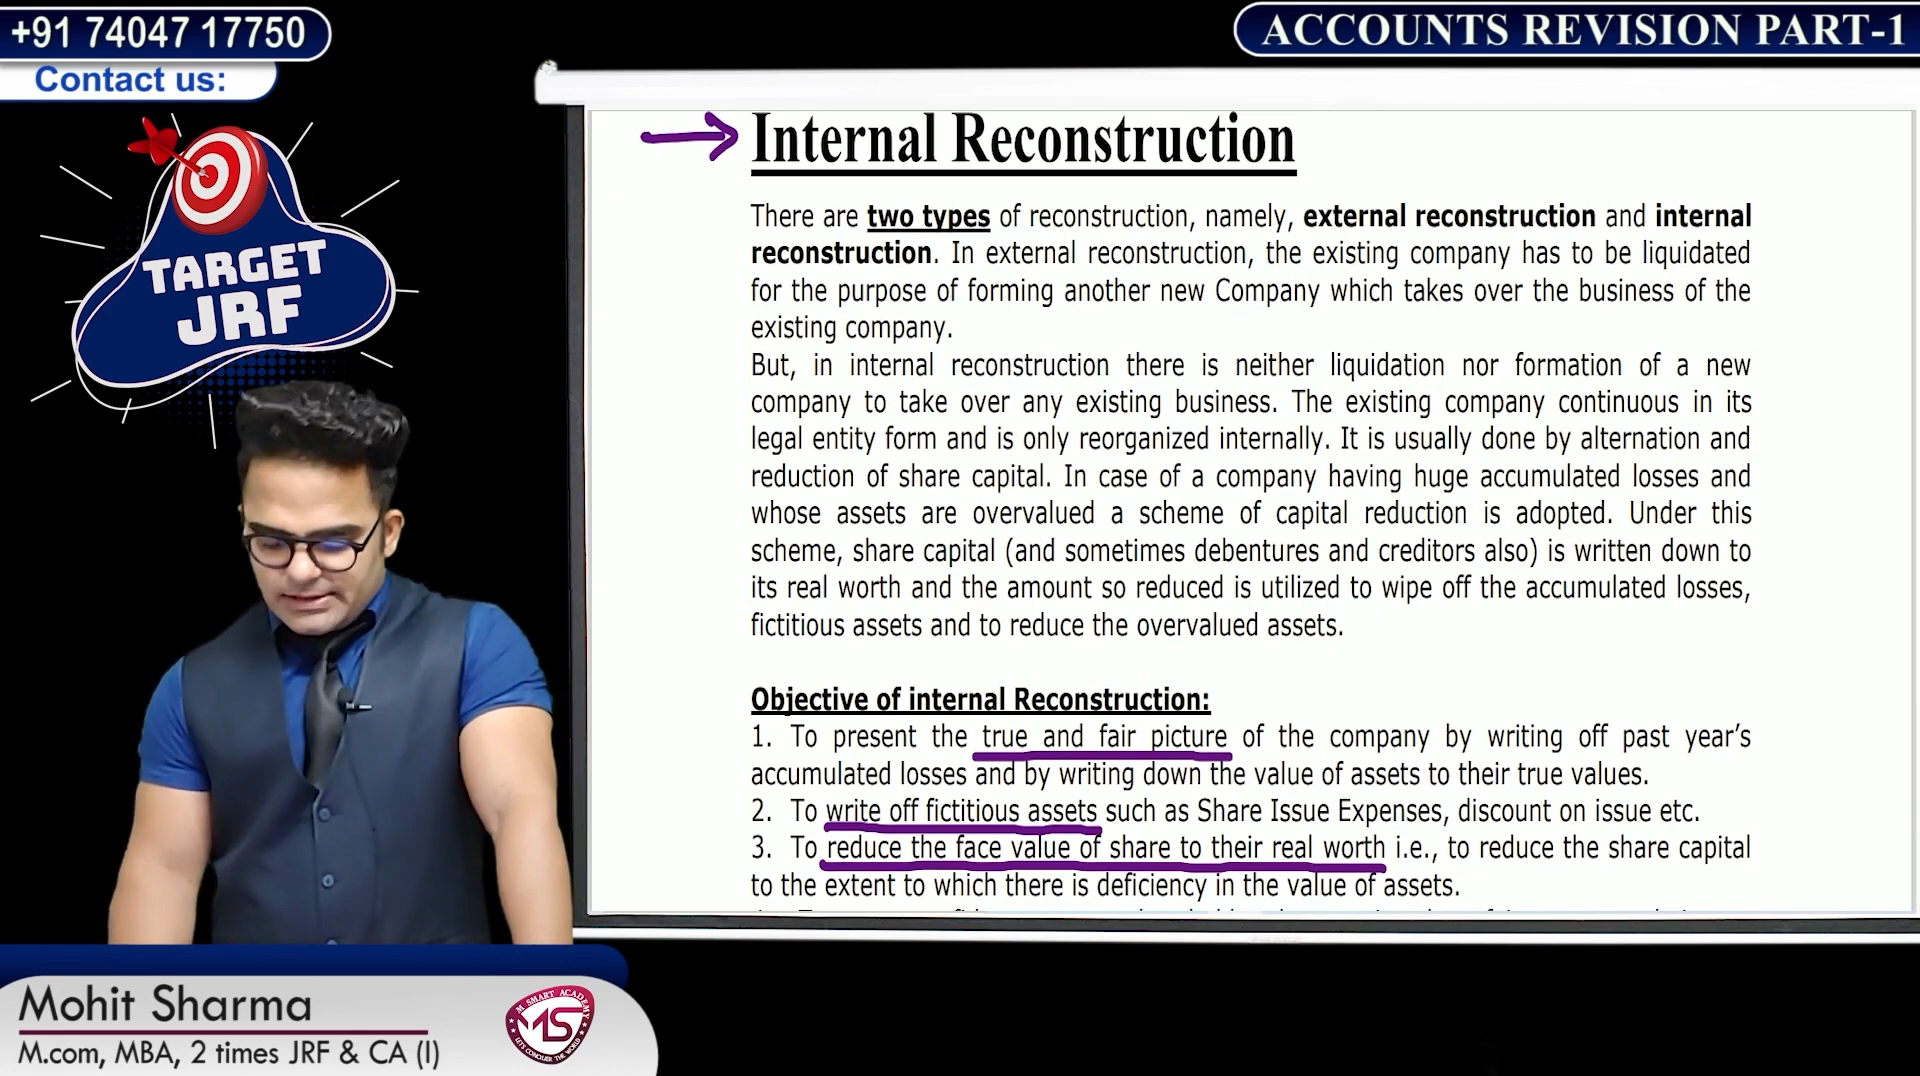 +91 74047 17750
Contact us:
ACCOUNTS REVISION PART-1
TARGET
JRF
Internal Reconstruction
There are two types of reconstruction, namely, external reconstruction and internal
reconstruction. In external reconstruction, the existing company has to be liquidated
for the purpose of forming another new Company which takes over the business of the
existing company.
But, in internal reconstruction there is neither liquidation nor formation of a new
company to take over any existing business. The existing company continuous in its
legal entity form and is only reorganized internally. It is usually done by alternation and
reduction of share capital. In case of a company having huge accumulated losses and
whose assets are overvalued a scheme of capital reduction is adopted. Under this
scheme, share capital (and sometimes debentures and creditors also) is written down to
its real worth and the amount so reduced is utilized to wipe off the accumulated losses,
fictitious assets and to reduce the overvalued assets.
Objective of internal Reconstruction:
1. To present the true and fair picture of the company by writing off past year's
accumulated losses and by writing down the value of assets to their true values.
2. To write off fictitious assets such as Share Issue Expenses, discount on issue etc.
3. To reduce the face value of share to their real worth i.e., to reduce the share capital
to the extent to which there is deficiency in the value of assets.
Mohit Sharma
M.com, MBA, 2 times JRF & CA (I)
M SMART ACADEMY
MS
LETS CONQUER THE WORLD